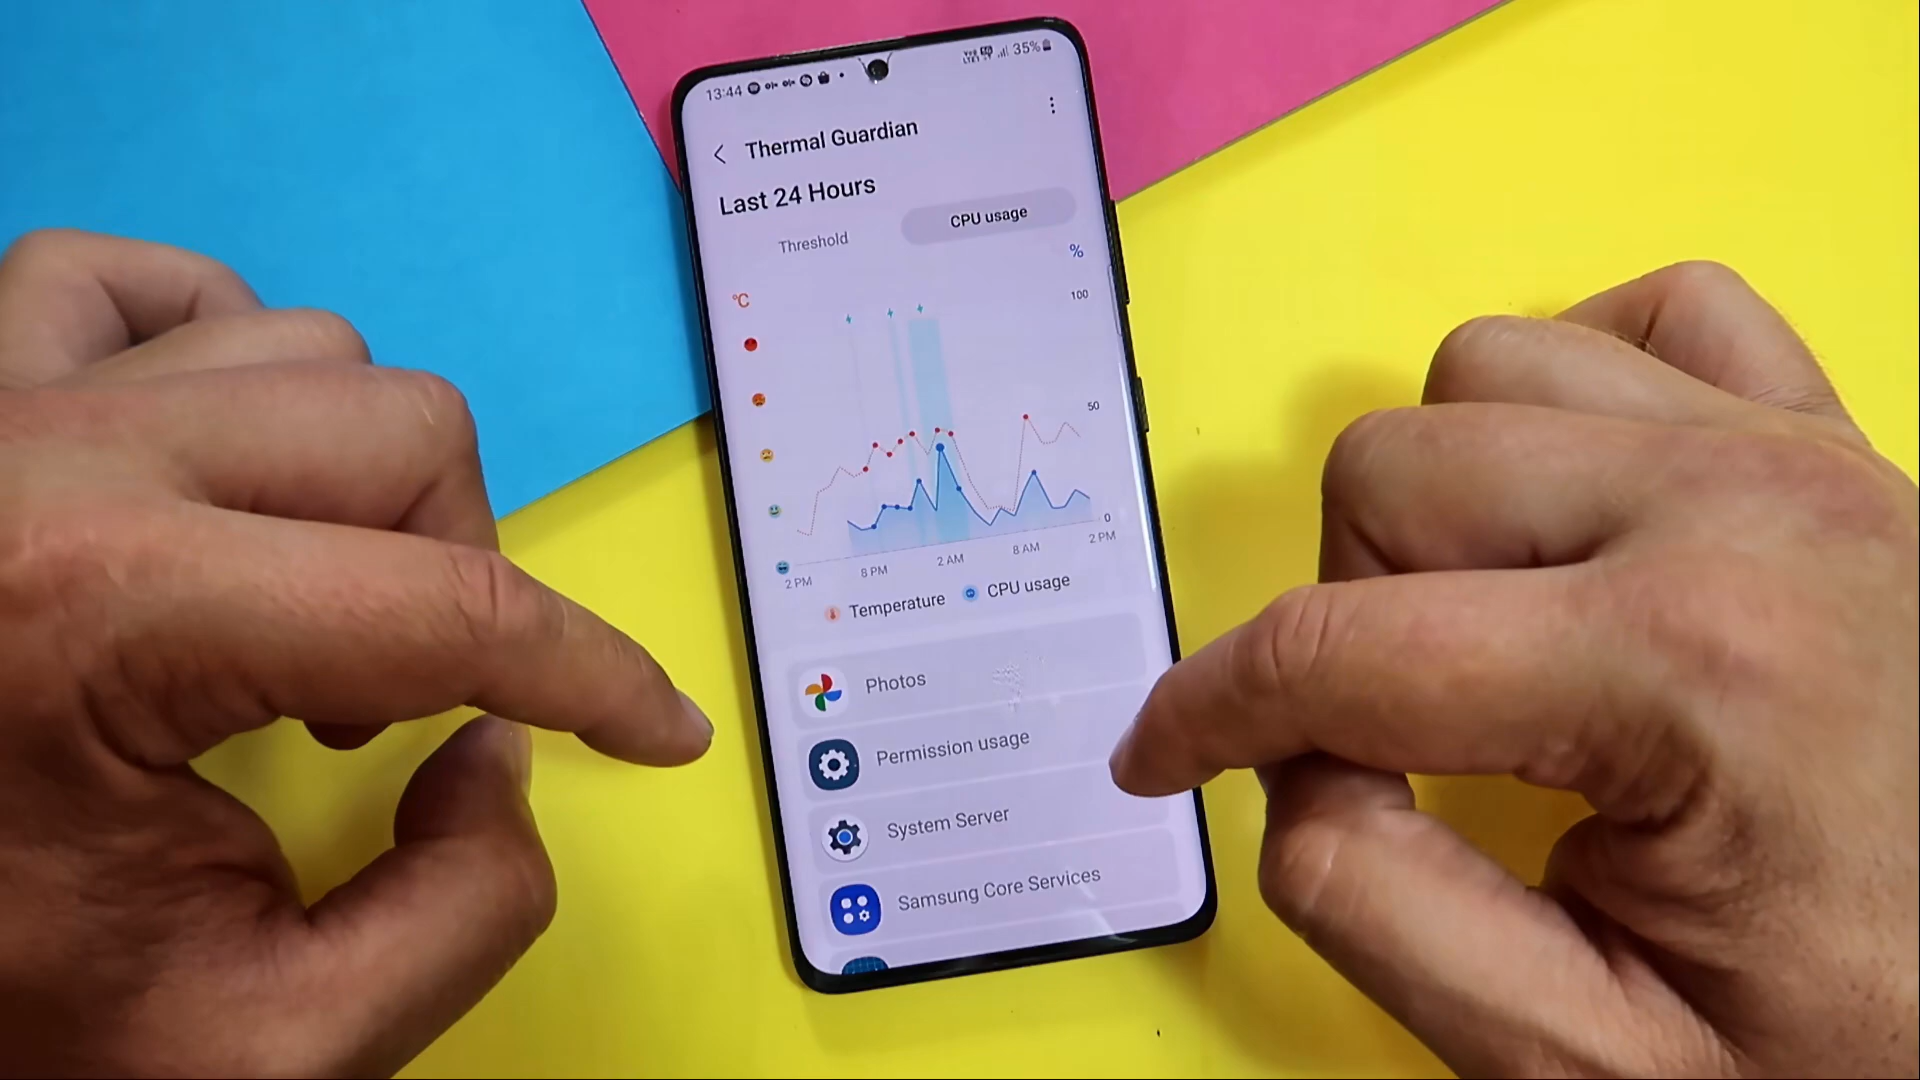 13:44 35%
Thermal Guardian
Last 24 Hours
Threshold CPU usage
°C %
100
50
0
2 PM 8 PM 2 AM 8 AM 2 PM
Temperature CPU usage
Photos
Permission usage
System Server
Samsung Core Services